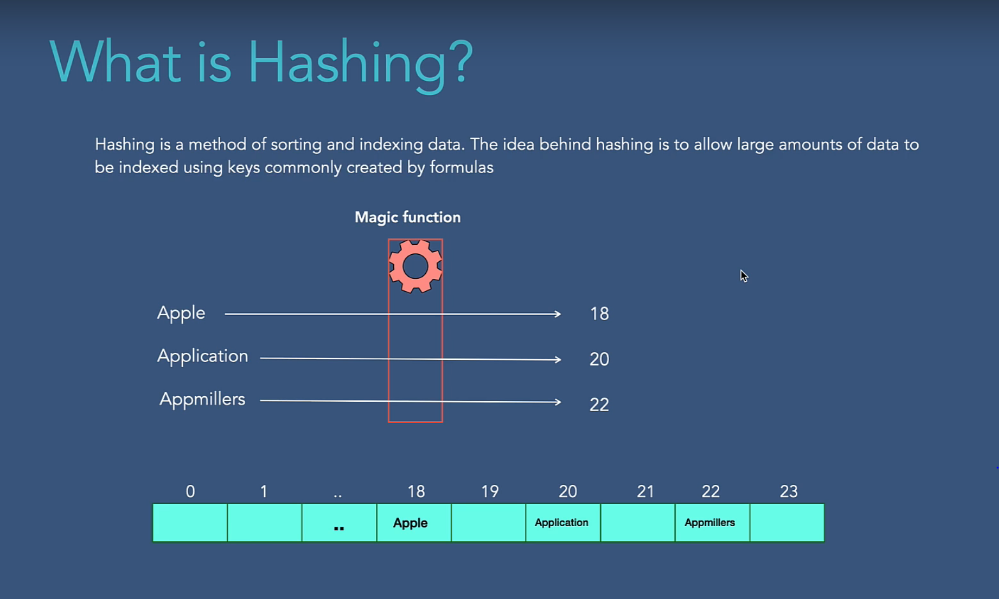 What is Hashing?
Hashing is a method of sorting and indexing data. The idea behind hashing is to allow large amounts of data to
be indexed using keys commonly created by formulas
Magic function
Apple 18
Application 20
Appmillers 22
0 1 .. 18 19 20 21 22 23
.. Apple Application Appmillers